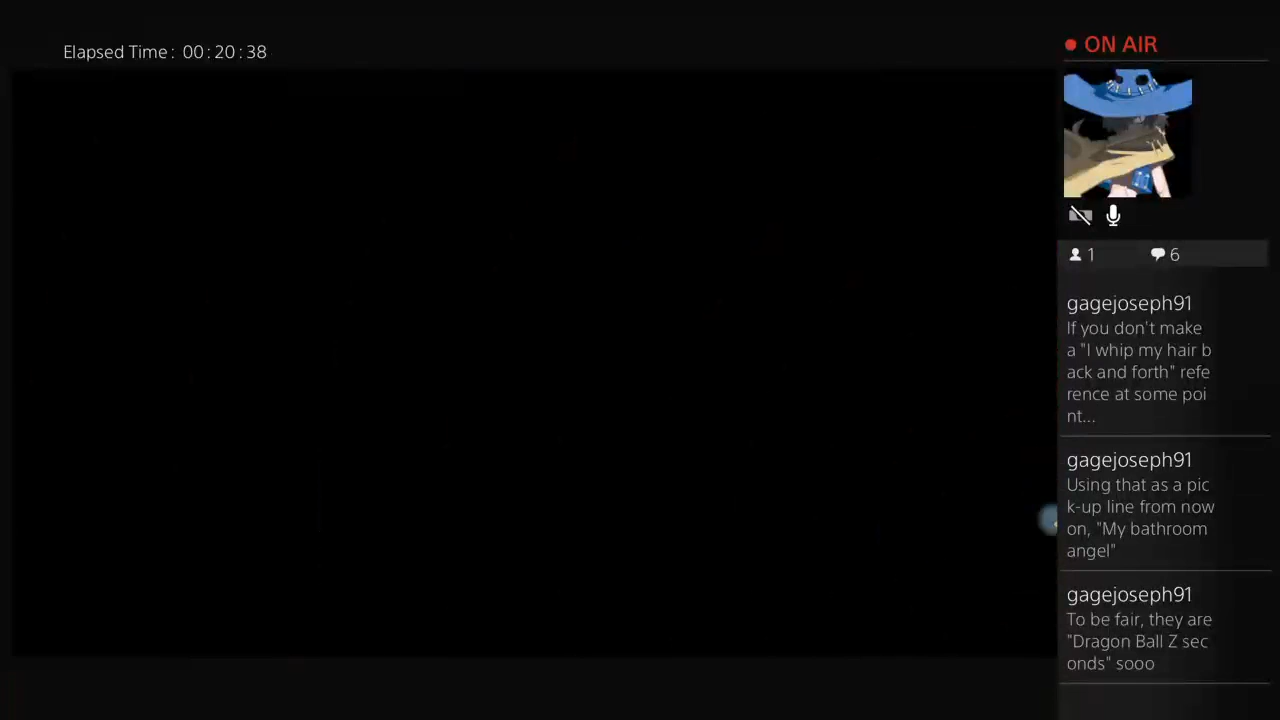 Elapsed Time: 00:20:38
ON AIR
1 6
gagejoseph91
If you don't make
a "I whip my hair b
ack and forth" refe
rence at some poi
nt...
gagejoseph91
Using that as a pic
k-up line from now
on, "My bathroom
angel"
gagejoseph91
To be fair, they are
"Dragon Ball Z sec
onds" sooo